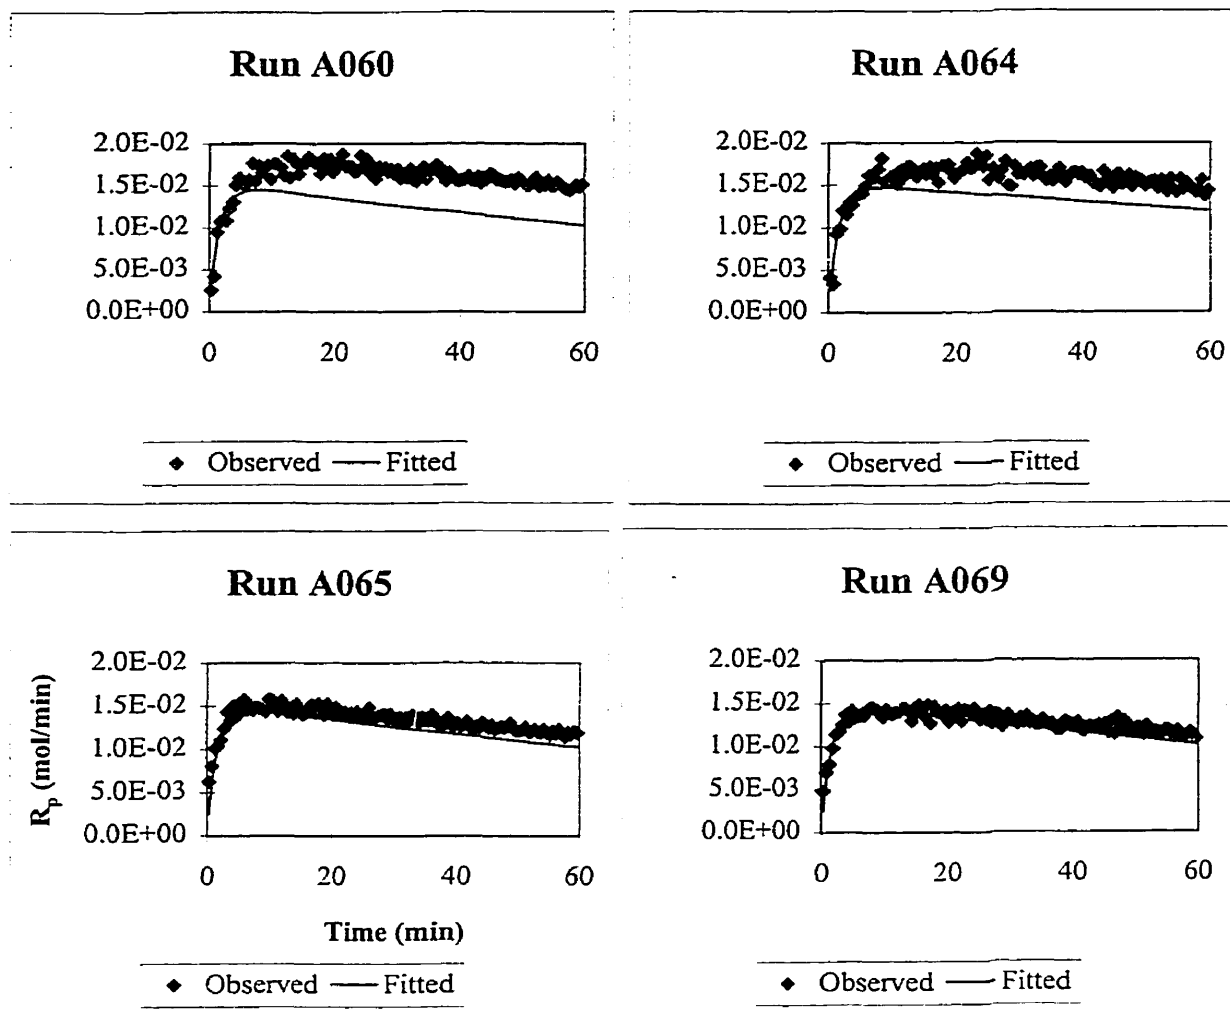 Run A060
2.0E-02
1.5E-02
1.0E-02
5.0E-03
0.0E+00
0 20 40 60
Observed Fitted
Run A064
2.0E-02
1.5E-02
1.0E-02
5.0E-03
0.0E+00
0 20 40 60
Observed Fitted
Run A065
R_p (mol/min)
2.0E-02
1.5E-02
1.0E-02
5.0E-03
0.0E+00
0 20 40 60
Time (min)
Observed Fitted
Run A069
2.0E-02
1.5E-02
1.0E-02
5.0E-03
0.0E+00
0 20 40 60
Observed Fitted